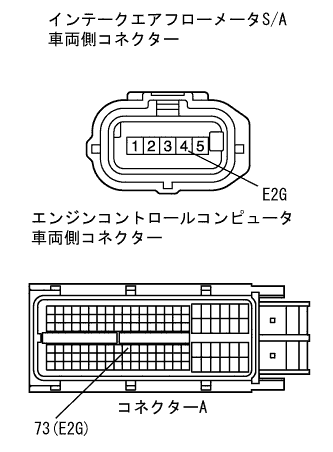 インテークエアフローメータS/A
車両側コネクター
1 2 3 4 5
E2G
エンジンコントロールコンピュータ
車両側コネクター
コネクターA
73(E2G)